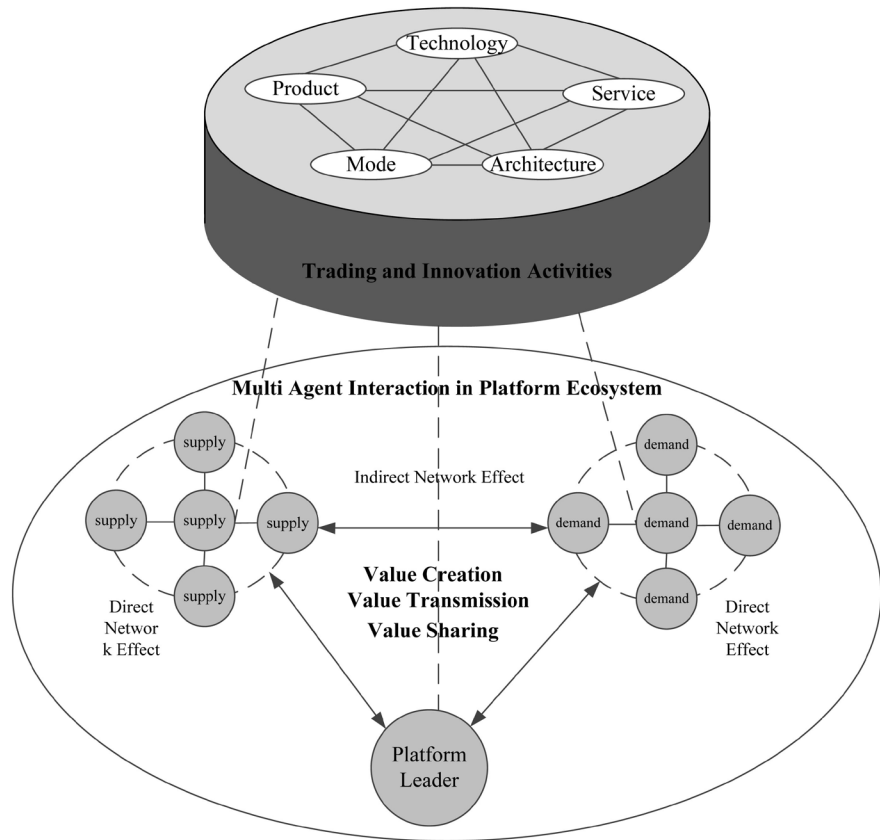 Technology
Product
Service
Mode
Architecture
Trading and Innovation Activities
Multi Agent Interaction in Platform Ecosystem
supply
supply
supply
supply
supply
Direct
Networ
k Effect
Indirect Network Effect
demand
demand
demand
demand
demand
Direct
Network
Effect
Value Creation
Value Transmission
Value Sharing
Platform
Leader